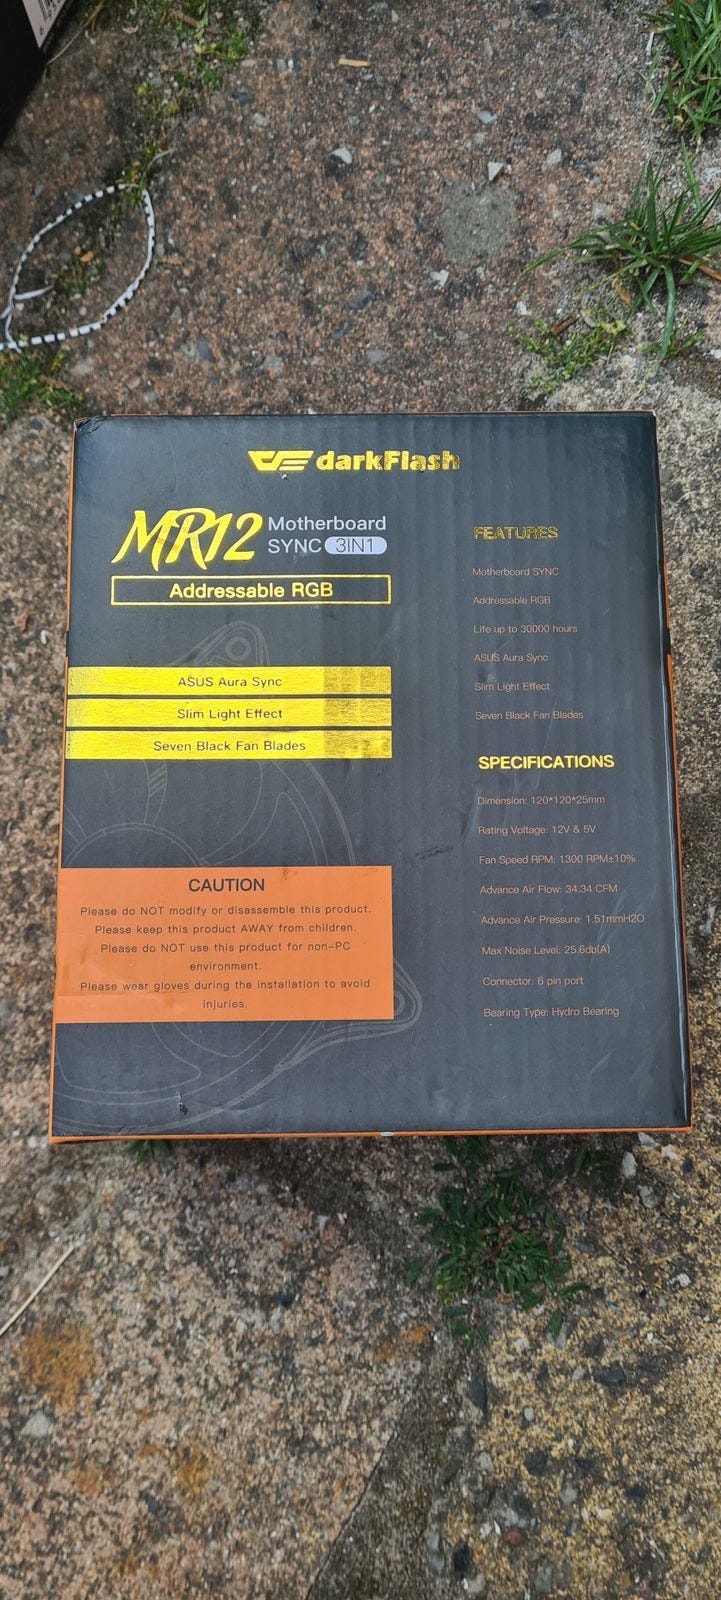 darkFlash
MR12 Motherboard
SYNC 3IN1
Addressable RGB
ASUS Aura Sync
Slim Light Effect
Seven Black Fan Blades
CAUTION
Please do NOT modify or disassemble this product.
Please keep this product AWAY from children.
Please do NOT use this product for non-PC
environment.
Please wear gloves during the installation to avoid
injuries.
FEATURES
Motherboard SYNC
Addressable RGB
Life up to 30000 hours
ASUS Aura Sync
Slim Light Effect
Seven Black Fan Blades
SPECIFICATIONS
Dimension: 120*120*25mm
Rating Voltage: 12V & 5V
Fan Speed RPM: 1300 RPM±10%
Advance Air Flow: 34.34 CFM
Advance Air Pressure: 1.51mmH2O
Max Noise Level: 25.6db(A)
Connector: 6 pin port
Bearing Type: Hydro Bearing